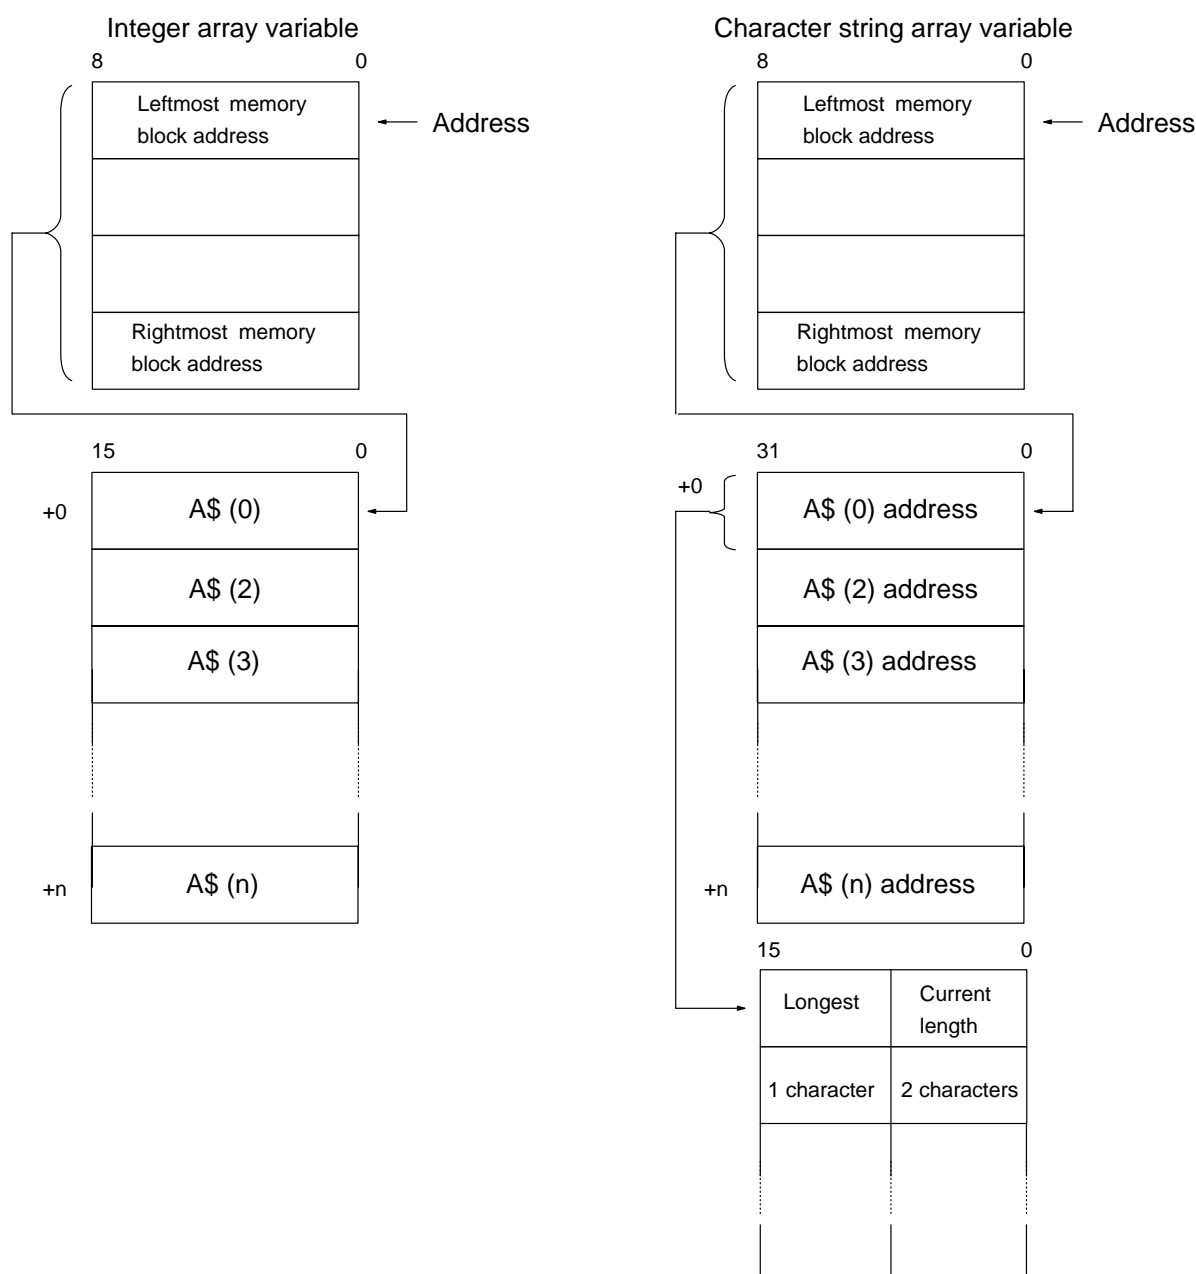 Integer array variable
8 0
Leftmost memory
block address
Address
Rightmost memory
block address
15 0
+0
A$ (0)
A$ (2)
A$ (3)
+n
A$ (n)
Character string array variable
8 0
Leftmost memory
block address
Address
Rightmost memory
block address
31 0
+0
A$ (0) address
A$ (2) address
A$ (3) address
+n
A$ (n) address
15 0
Longest
Current
length
1 character
2 characters